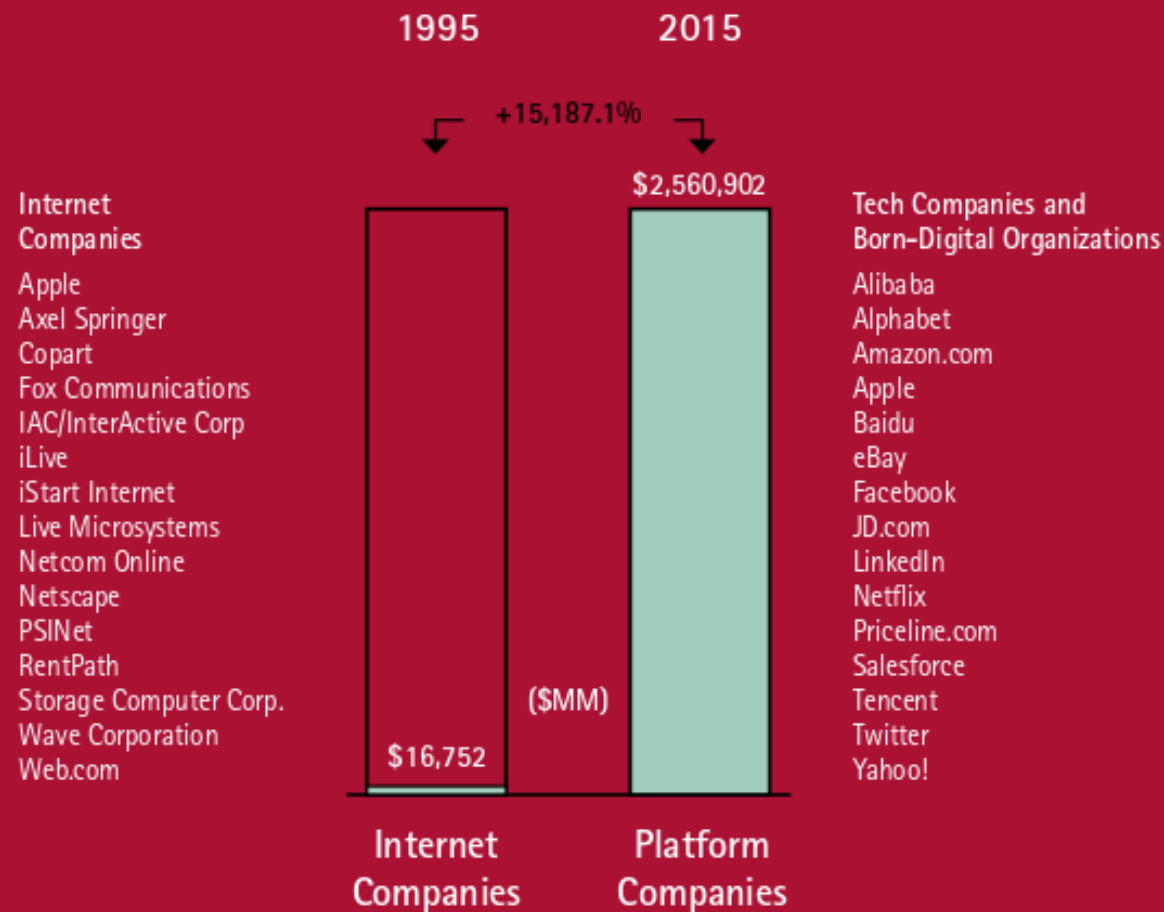 1995
2015
+15,187.1%
$2,560,902
Internet
Companies
Apple
Axel Springer
Copart
Fox Communications
IAC/InterActive Corp
iLive
iStart Internet
Live Microsystems
Netcom Online
Netscape
PSINet
RentPath
Storage Computer Corp.
Wave Corporation
Web.com
$16,752
($MM)
Tech Companies and
Born-Digital Organizations
Alibaba
Alphabet
Amazon.com
Apple
Baidu
eBay
Facebook
JD.com
LinkedIn
Netflix
Priceline.com
Salesforce
Tencent
Twitter
Yahoo!
Internet
Companies
Platform
Companies